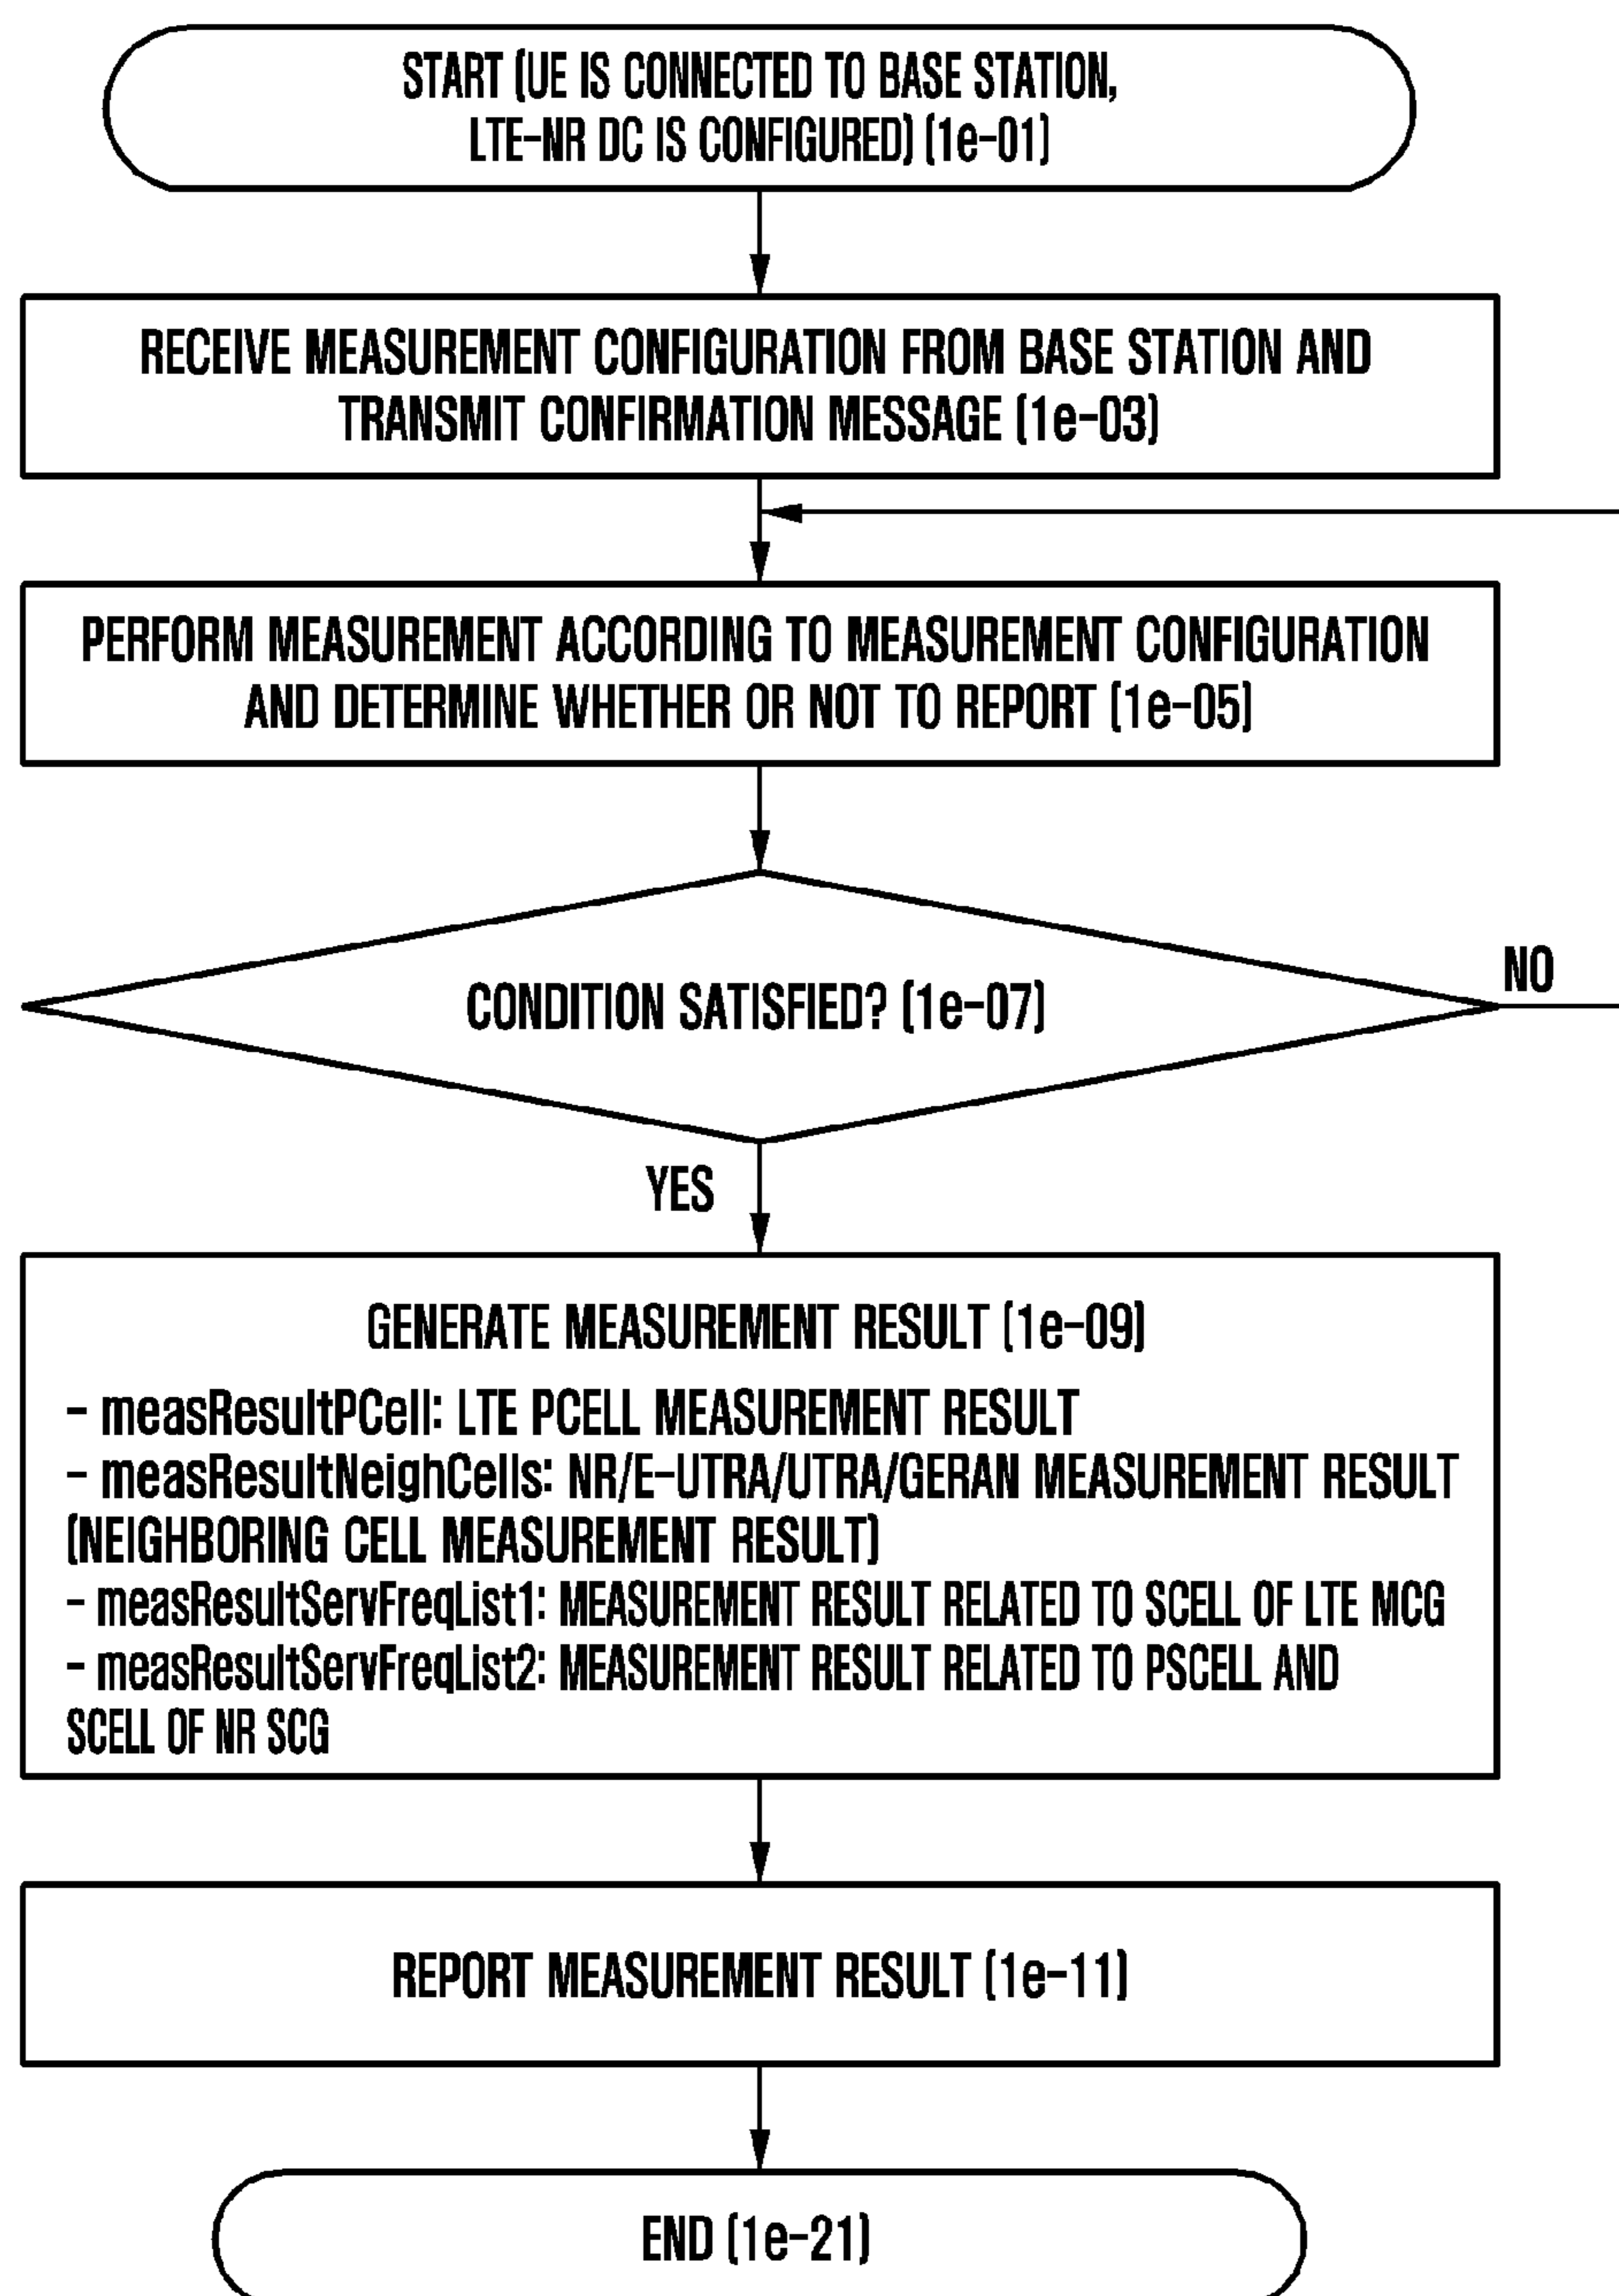 START (UE IS CONNECTED TO BASE STATION,
LTE-NR DC IS CONFIGURED) (1e-01)
RECEIVE MEASUREMENT CONFIGURATION FROM BASE STATION AND
TRANSMIT CONFIRMATION MESSAGE (1e-03)
PERFORM MEASUREMENT ACCORDING TO MEASUREMENT CONFIGURATION
AND DETERMINE WHETHER OR NOT TO REPORT (1e-05)
CONDITION SATISFIED? (1e-07)
NO
YES
GENERATE MEASUREMENT RESULT (1e-09)
- measResultPCell: LTE PCELL MEASUREMENT RESULT
- measResultNeighCells: NR/E-UTRA/UTRA/GERAN MEASUREMENT RESULT
(NEIGHBORING CELL MEASUREMENT RESULT)
- measResultServFreqList1: MEASUREMENT RESULT RELATED TO SCELL OF LTE MCG
- measResultServFreqList2: MEASUREMENT RESULT RELATED TO PSCELL AND
SCELL OF NR SCG
REPORT MEASUREMENT RESULT (1e-11)
END (1e-21)